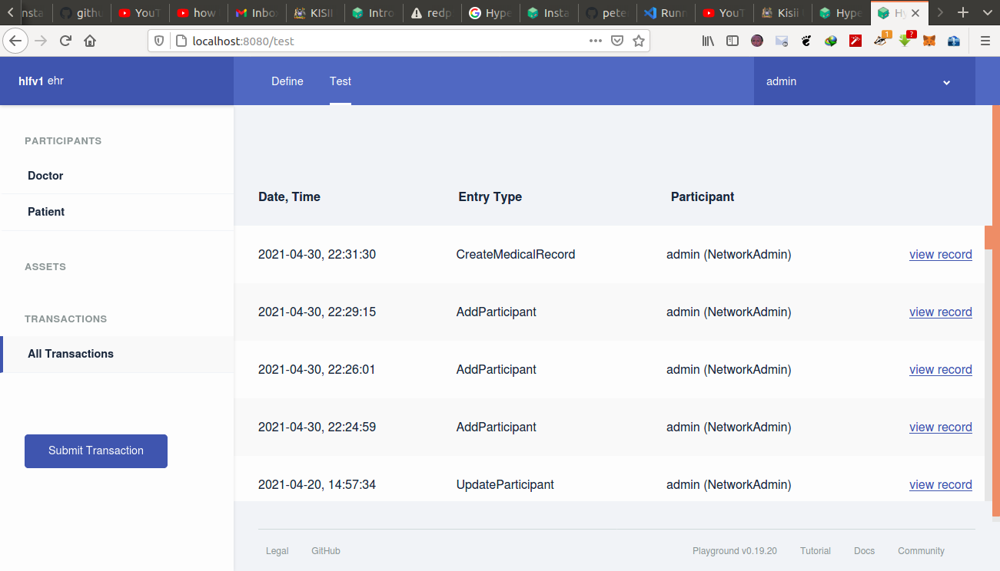 nsta githu YouT how Inbo KISII Intro redp Hype Insta pete Runn YouT Kisii Hype Hy
localhost:8080/test
1 ?
hlfv1 ehr Define Test admin
PARTICIPANTS
Doctor
Patient
ASSETS
TRANSACTIONS
All Transactions
Submit Transaction
Date, Time Entry Type Participant
2021-04-30, 22:31:30 CreateMedicalRecord admin (NetworkAdmin) view record
2021-04-30, 22:29:15 AddParticipant admin (NetworkAdmin) view record
2021-04-30, 22:26:01 AddParticipant admin (NetworkAdmin) view record
2021-04-30, 22:24:59 AddParticipant admin (NetworkAdmin) view record
2021-04-20, 14:57:34 UpdateParticipant admin (NetworkAdmin) view record
Legal GitHub Playground v0.19.20 Tutorial Docs Community